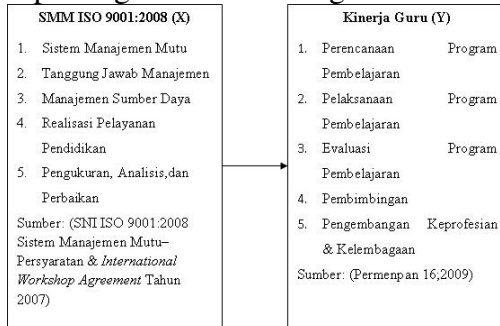 SMM ISO 9001:2008 (X)
1. Sistem Manajemen Mutu
2. Tanggung Jawab Manajemen
3. Manajemen Sumber Daya
4. Realisasi Pelayanan
Pendidikan
5. Pengukuran, Analisis,dan
Perbaikan
Sumber: (SNI ISO 9001:2008
Sistem Manajemen Mutu–
Persyaratan & International
Workshop Agreement Tahun
2007)
Kinerja Guru (Y)
1. Perencanaan Program
Pembelajaran
2. Pelaksanaan Program
Pembelajaran
3. Evaluasi Program
Pembelajaran
4. Pembimbingan
5. Pengembangan Keprofesian
& Kelembagaan
Sumber: (Permenpan 16;2009)